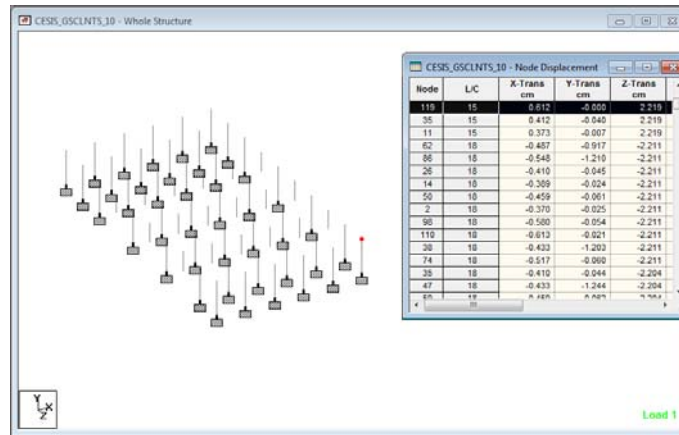 CESIS_GSCLNTS_10 - Whole Structure
CESIS_GSCLNTS_10 - Node Displacement
Node L/C X-Trans cm Y-Trans cm Z-Trans cm
119 15 0.612 -0.000 2.219
35 15 0.412 -0.040 2.219
11 15 0.373 -0.007 2.219
62 18 -0.487 -0.917 -2.211
86 18 -0.548 -1.210 -2.211
26 18 -0.410 -0.045 -2.211
14 18 -0.389 -0.024 -2.211
50 18 -0.459 -0.061 -2.211
2 18 -0.370 -0.025 -2.211
98 18 -0.580 -0.054 -2.211
110 18 -0.613 -0.021 -2.211
38 18 -0.433 -1.203 -2.211
74 18 -0.517 -0.060 -2.211
35 18 -0.410 -0.044 -2.204
47 18 -0.433 -1.244 -2.204
Y
X
Z
Load 1